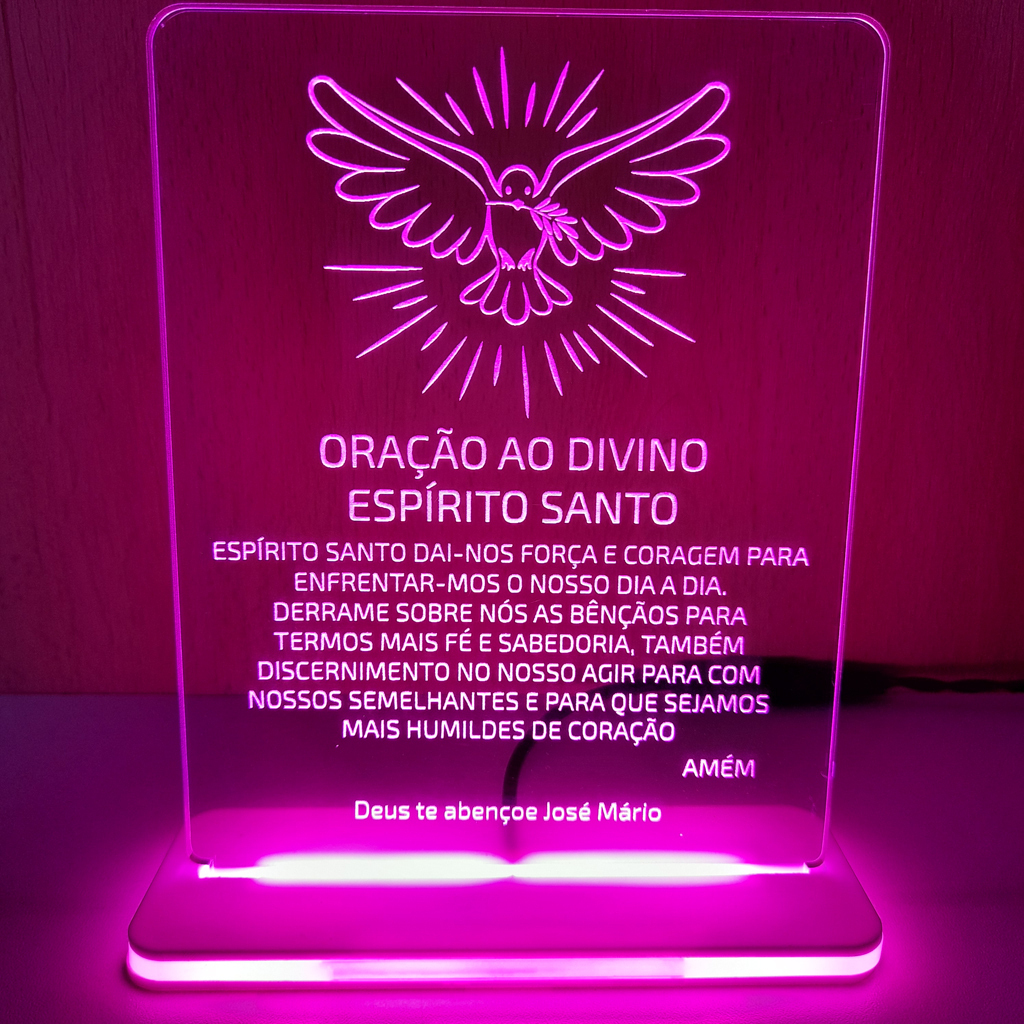 ORAÇÃO AO DIVINO
ESPÍRITO SANTO
ESPÍRITO SANTO DAI-NOS FORÇA E CORAGEM PARA
ENFRENTAR-MOS O NOSSO DIA A DIA.
DERRAME SOBRE NÓS AS BÊNÇÃOS PARA
TERMOS MAIS FÉ E SABEDORIA, TAMBÉM
DISCERNIMENTO NO NOSSO AGIR PARA COM
NOSSOS SEMELHANTES E PARA QUE SEJAMOS
MAIS HUMILDES DE CORAÇÃO
AMÉM
Deus te abençoe José Mário